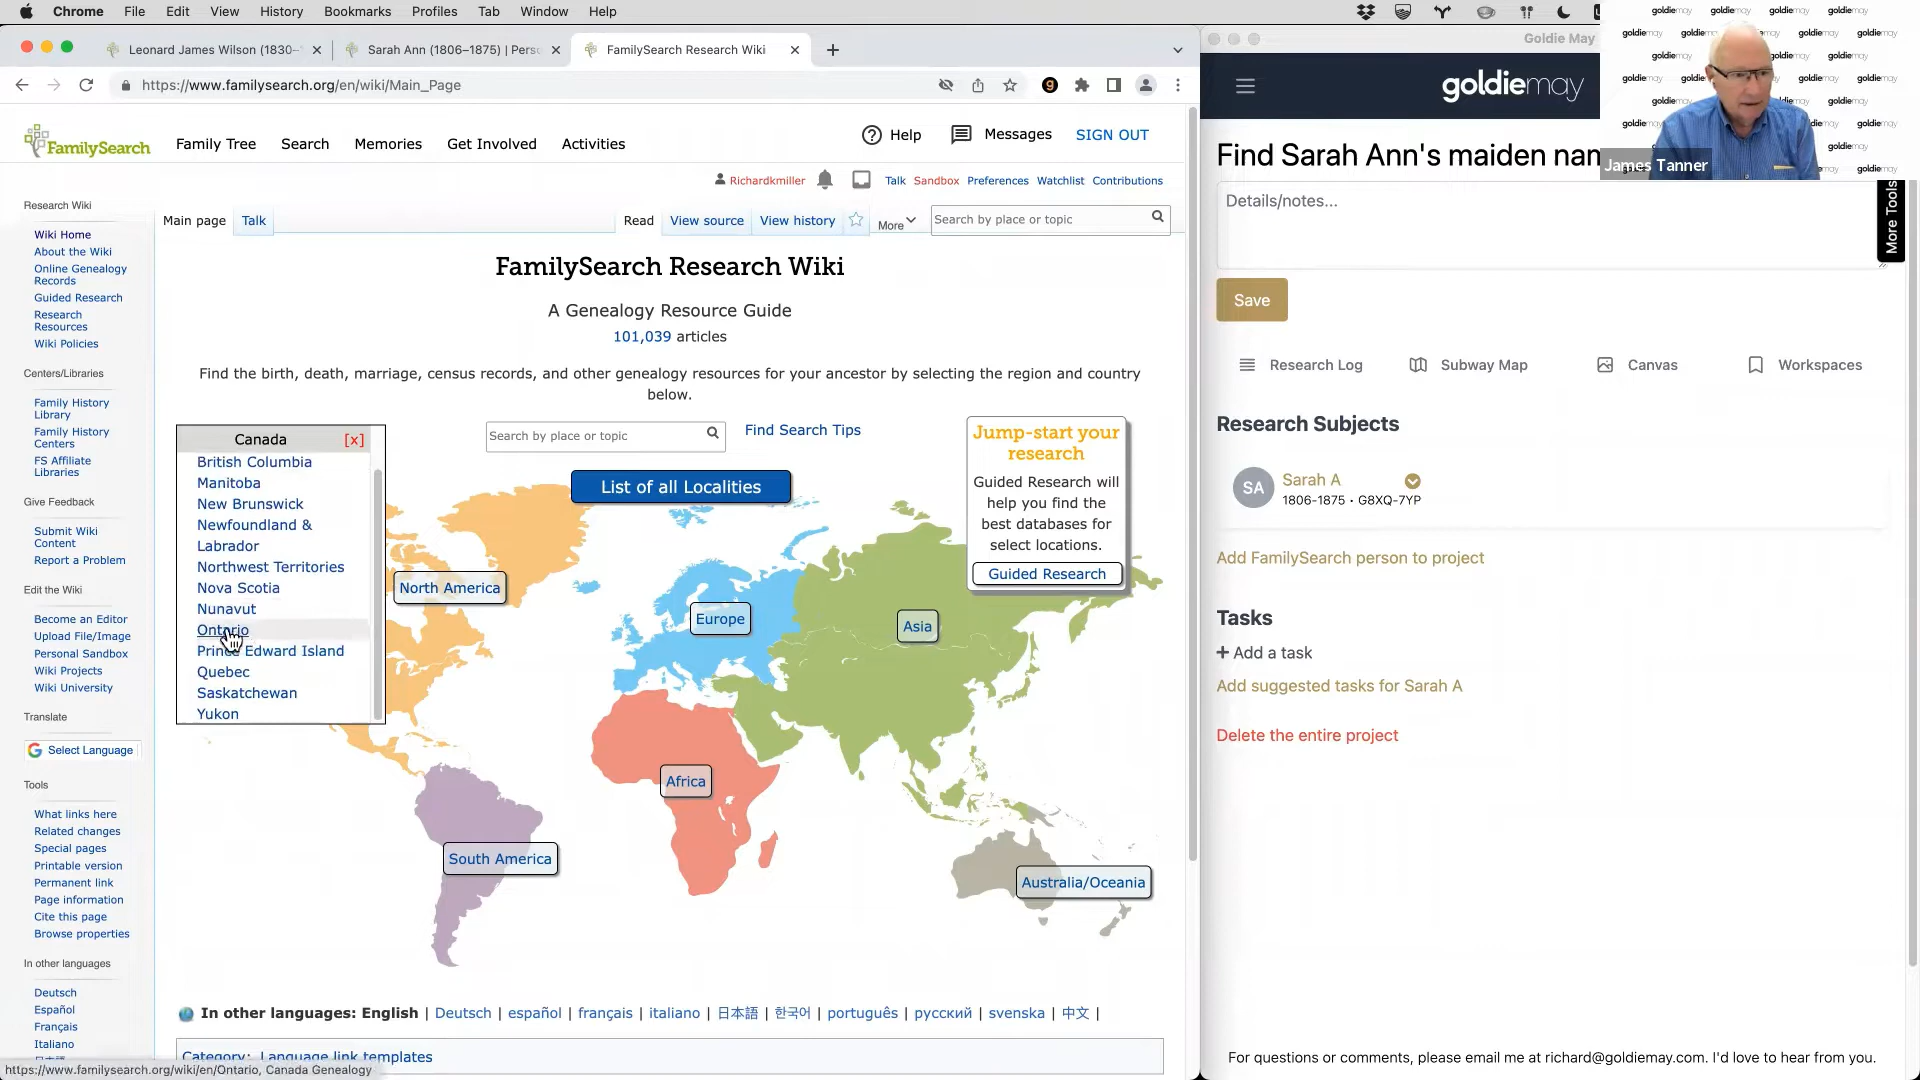 Chrome File Edit View History Bookmarks Profiles Tab Window Help
Leonard James Wilson (1830–
Sarah Ann (1806–1875) | Pers
FamilySearch Research Wiki
https://www.familysearch.org/en/wiki/Main_Page
FamilySearch
Family Tree Search Memories Get Involved Activities
Help Messages SIGN OUT
Richardkmiller Talk Sandbox Preferences Watchlist Contributions
Research Wiki
Wiki Home
About the Wiki
Online Genealogy
Records
Guided Research
Research
Resources
Wiki Policies
Centers/Libraries
Family History
Library
Family History
Centers
FS Affiliate
Libraries
Give Feedback
Submit Wiki
Content
Report a Problem
Edit the Wiki
Become an Editor
Upload File/Image
Personal Sandbox
Wiki Projects
Wiki University
Translate
Select Language
Tools
What links here
Related changes
Special pages
Printable version
Permanent link
Page information
Cite this page
Browse properties
In other languages
Deutsch
Español
Français
Italiano
Main page Talk Read View source View history More Search by place or topic
FamilySearch Research Wiki
A Genealogy Resource Guide
101,039 articles
Find the birth, death, marriage, census records, and other genealogy resources for your ancestor by selecting the region and country
below.
Search by place or topic Find Search Tips
List of all Localities
Jump-start your
research
Guided Research will
help you find the
best databases for
select locations.
Guided Research
Canada [x]
British Columbia
Manitoba
New Brunswick
Newfoundland &
Labrador
Northwest Territories
Nova Scotia
Nunavut
Ontario
Prince Edward Island
Quebec
Saskatchewan
Yukon
North America
Europe
Asia
Africa
South America
Australia/Oceania
In other languages: English | Deutsch | español | français | italiano | 日本語 | 한국어 | português | русский | svenska | 中文 |
Category: Language link templates
https://www.familysearch.org/wiki/en/Ontario, Canada Genealogy
Goldie May
goldiemay
Find Sarah Ann's maiden nam
Details/notes...
Save
More Tools
Research Log Subway Map Canvas Workspaces
Research Subjects
SA
Sarah A
1806-1875 • G8XQ-7YP
Add FamilySearch person to project
Tasks
+ Add a task
Add suggested tasks for Sarah A
Delete the entire project
For questions or comments, please email me at richard@goldiemay.com. I'd love to hear from you.
goldiemay goldiemay goldiemay goldiemay
James Tanner